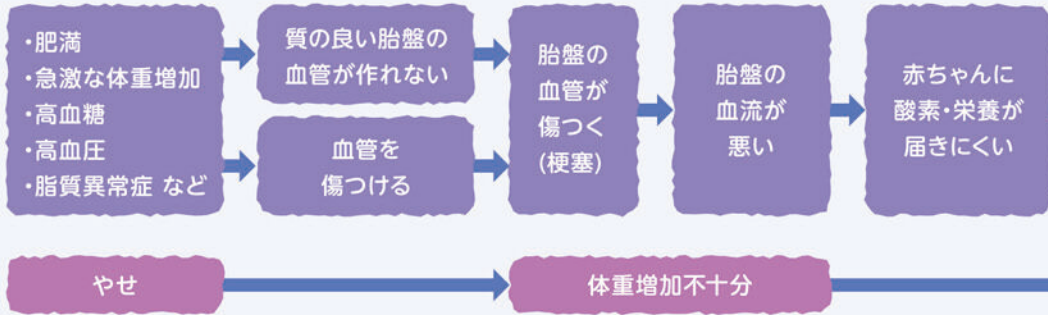 ・肥満
・急激な体重増加
・高血糖
・高血圧
・脂質異常症 など
質の良い胎盤の
血管が作れない
血管を
傷つける
胎盤の
血管が
傷つく
(梗塞)
胎盤の
血流が
悪い
赤ちゃんに
酸素・栄養が
届きにくい
やせ
体重増加不十分